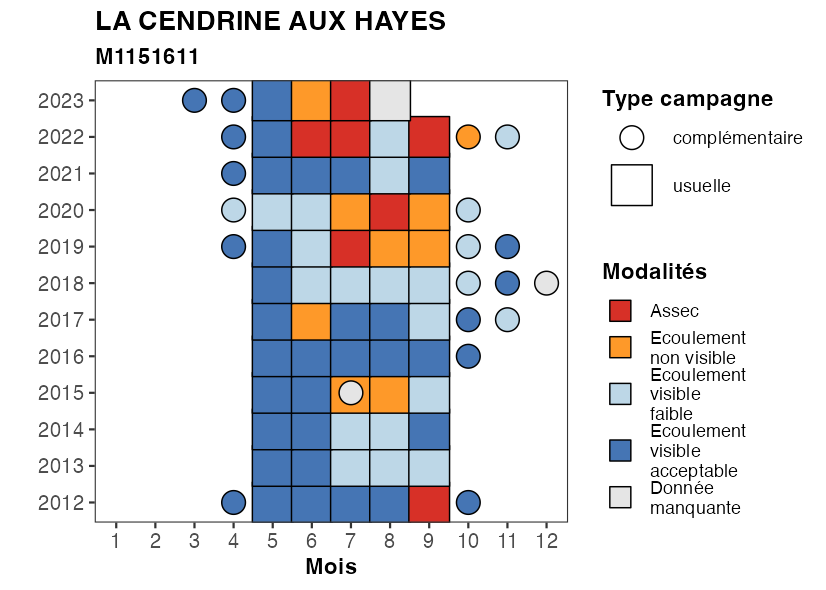 LA CENDRINE AUX HAYES
M1151611
2023
2022
2021
2020
2019
2018
2017
2016
2015
2014
2013
2012
1 2 3 4 5 6 7 8 9 10 11 12
Mois
Type campagne
complémentaire
usuelle
Modalités
Assec
Ecoulement
non visible
Ecoulement
visible
faible
Ecoulement
visible
acceptable
Donnée
manquante